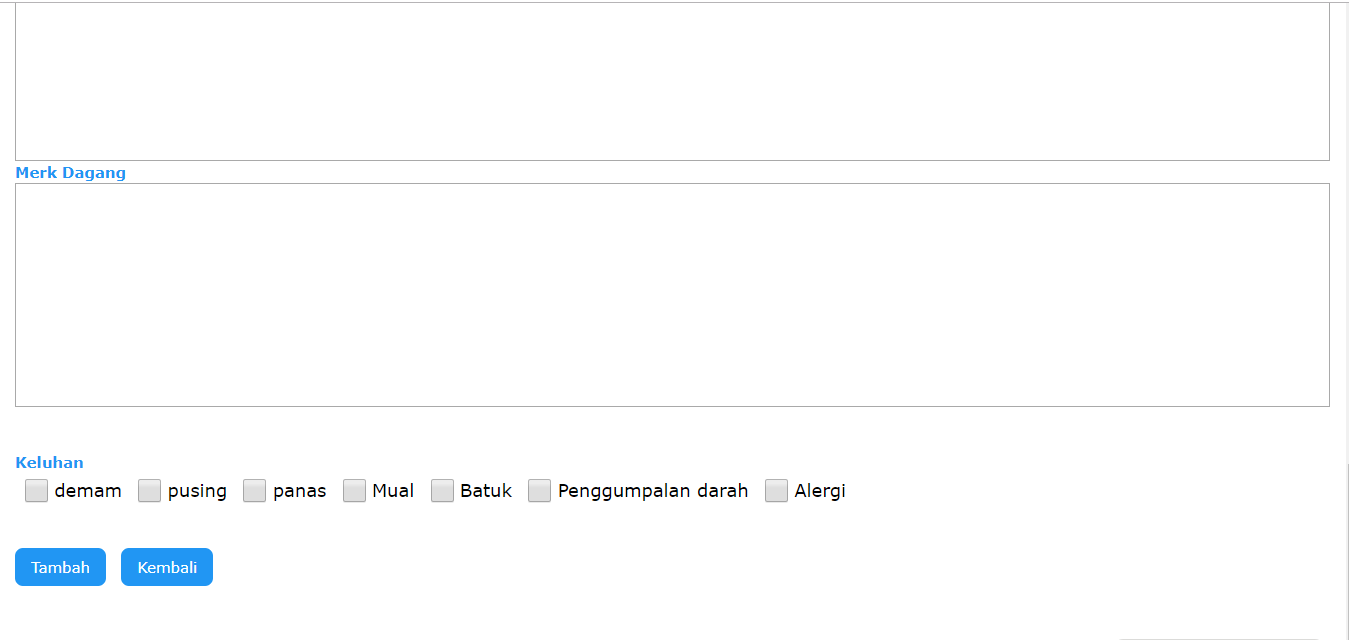 Merk Dagang
Keluhan
demam pusing panas Mual Batuk Penggumpalan darah Alergi
Tambah Kembali